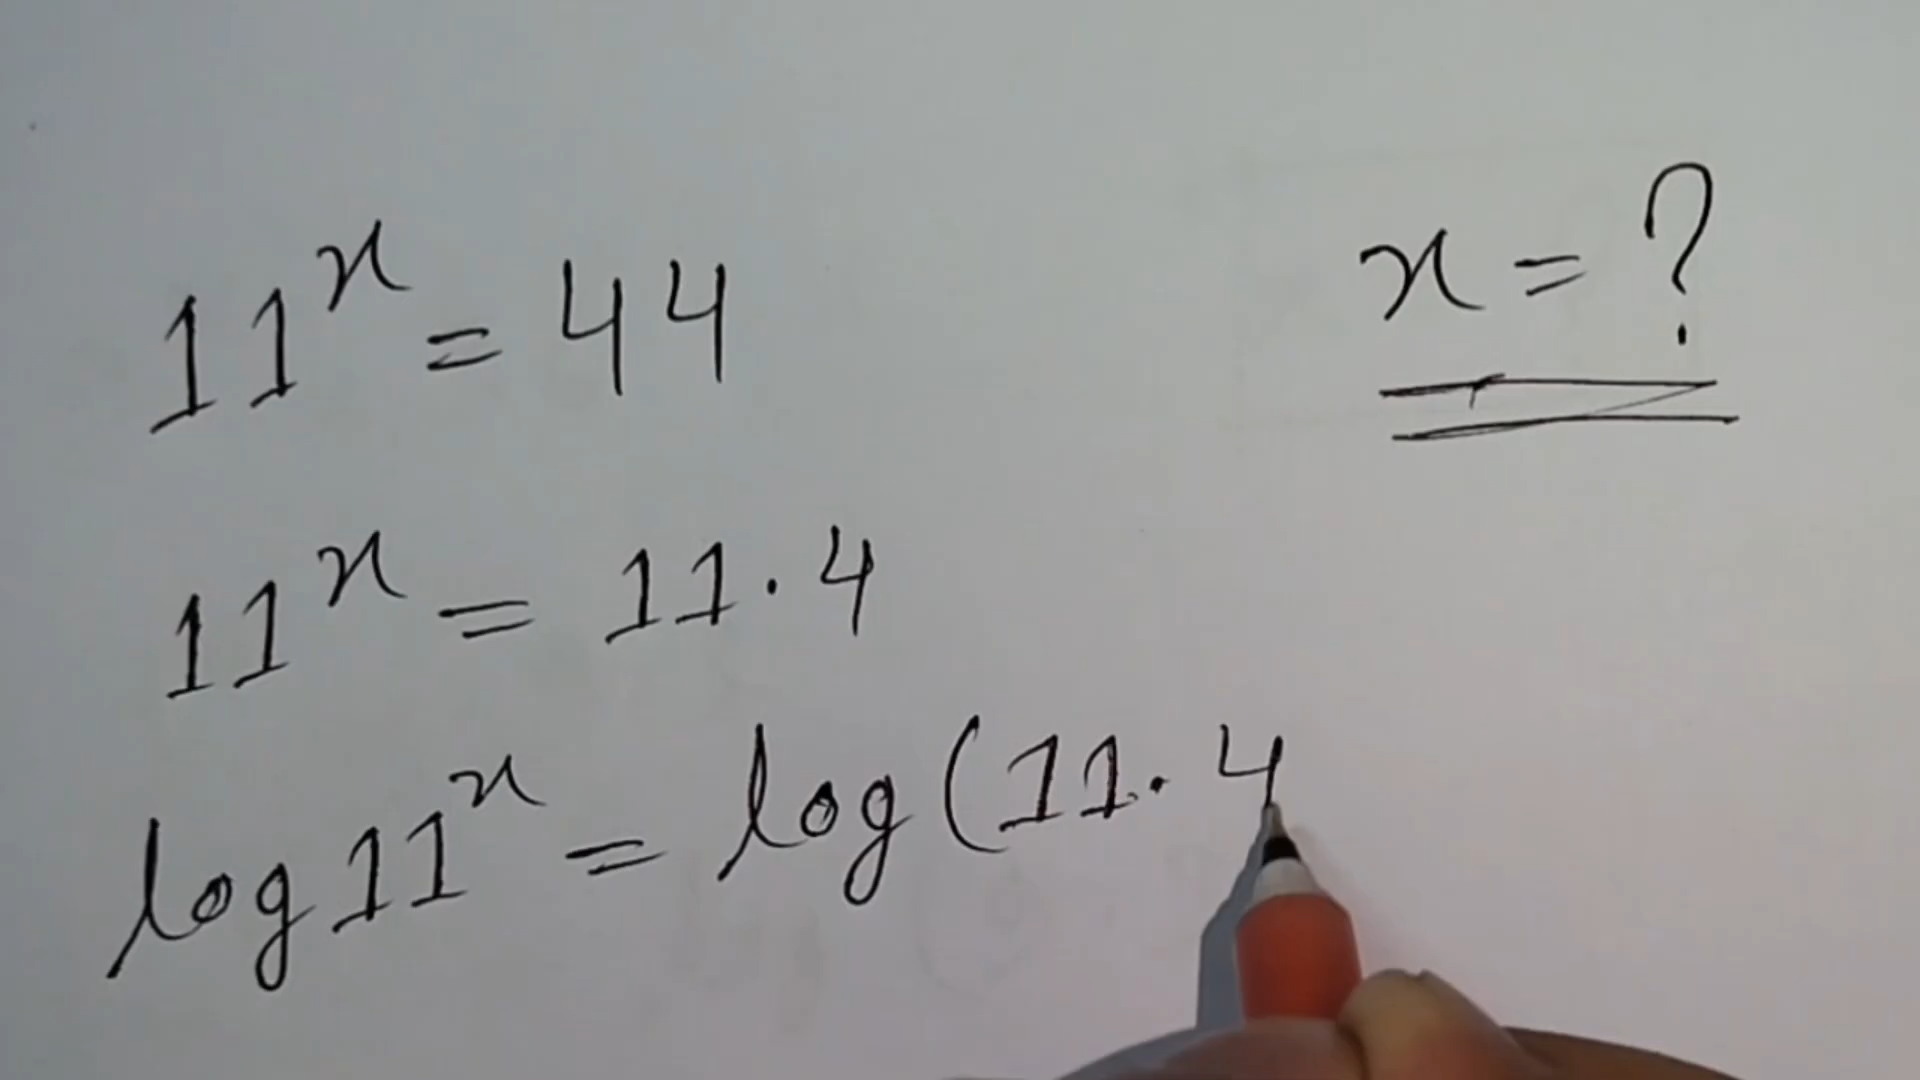 11^x = 44
x = ?
11^x = 11 · 4
log 11^x = log (11 · 4